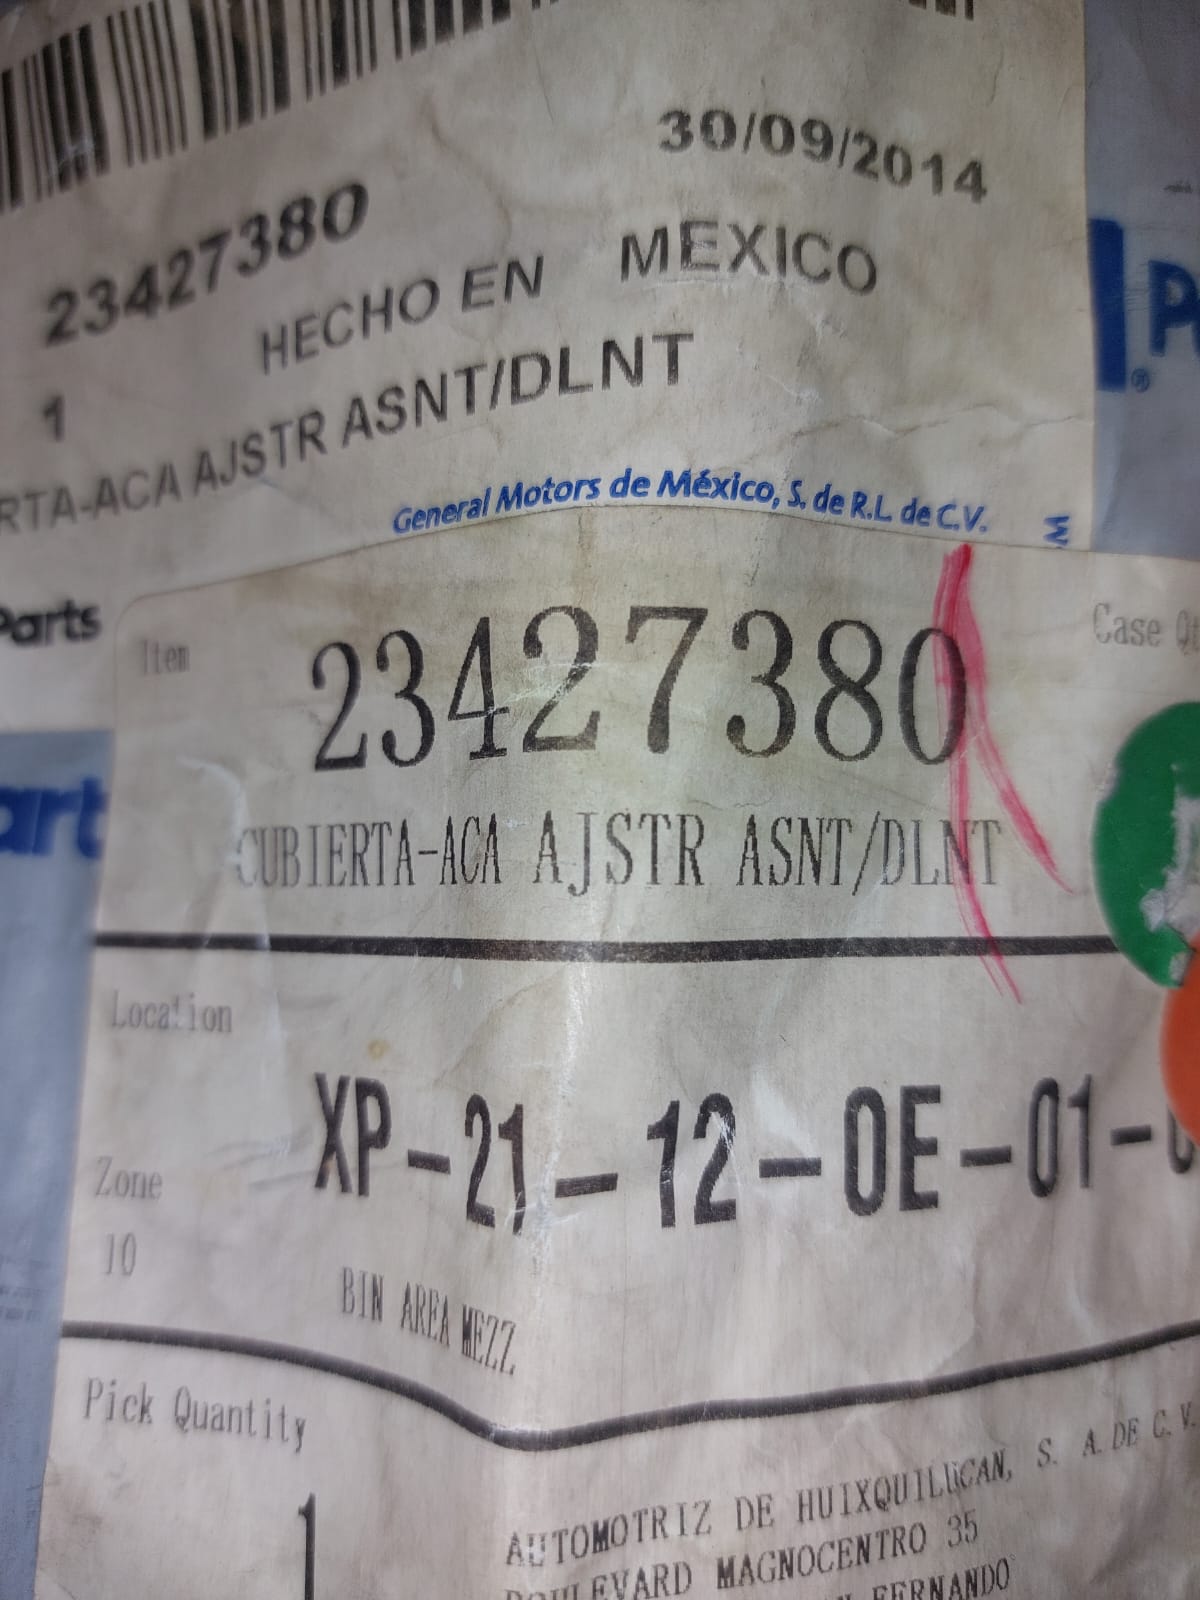 30/09/2014
23427380
HECHO EN MEXICO
1
RTA-ACA AJSTR ASNT/DLNT
General Motors de México, S. de R.L. de C.V.
Parts
Item
23427380
Case
CUBIERTA-ACA AJSTR ASNT/DLNT
Location
XP-21-12-0E-01-
Zone
10
BIN AREA MEZZ
Pick Quantity
1
AUTOMOTRIZ DE HUIXQUILUCAN, S. A. DE C. V.
BOULEVARD MAGNOCENTRO 35
FERNANDO